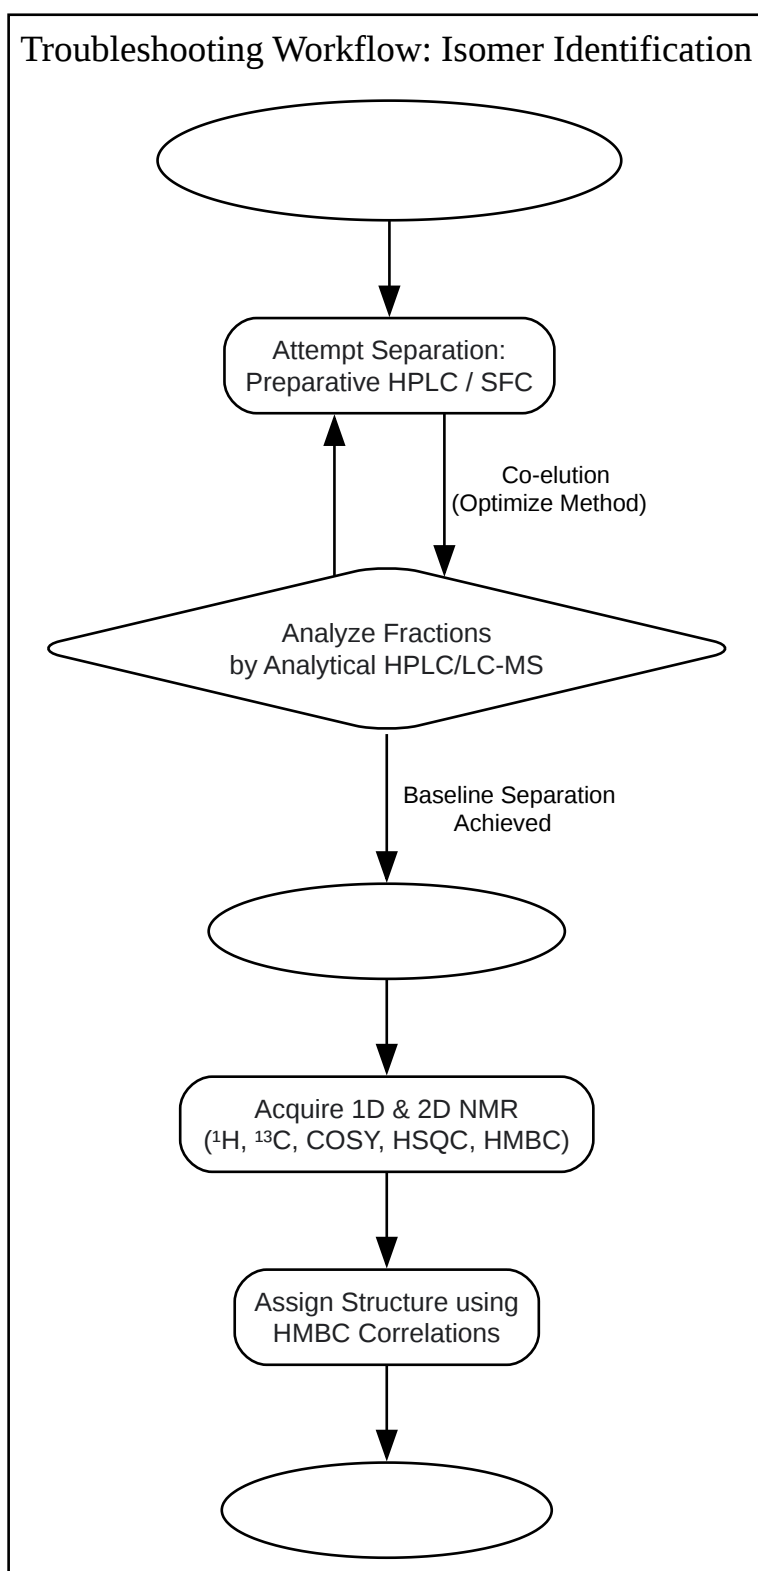 Troubleshooting Workflow: Isomer Identification
Attempt Separation:
Preparative HPLC / SFC
Co-elution
(Optimize Method)
Analyze Fractions
by Analytical HPLC/LC-MS
Baseline Separation
Achieved
Acquire 1D & 2D NMR
(¹H, ¹³C, COSY, HSQC, HMBC)
Assign Structure using
HMBC Correlations